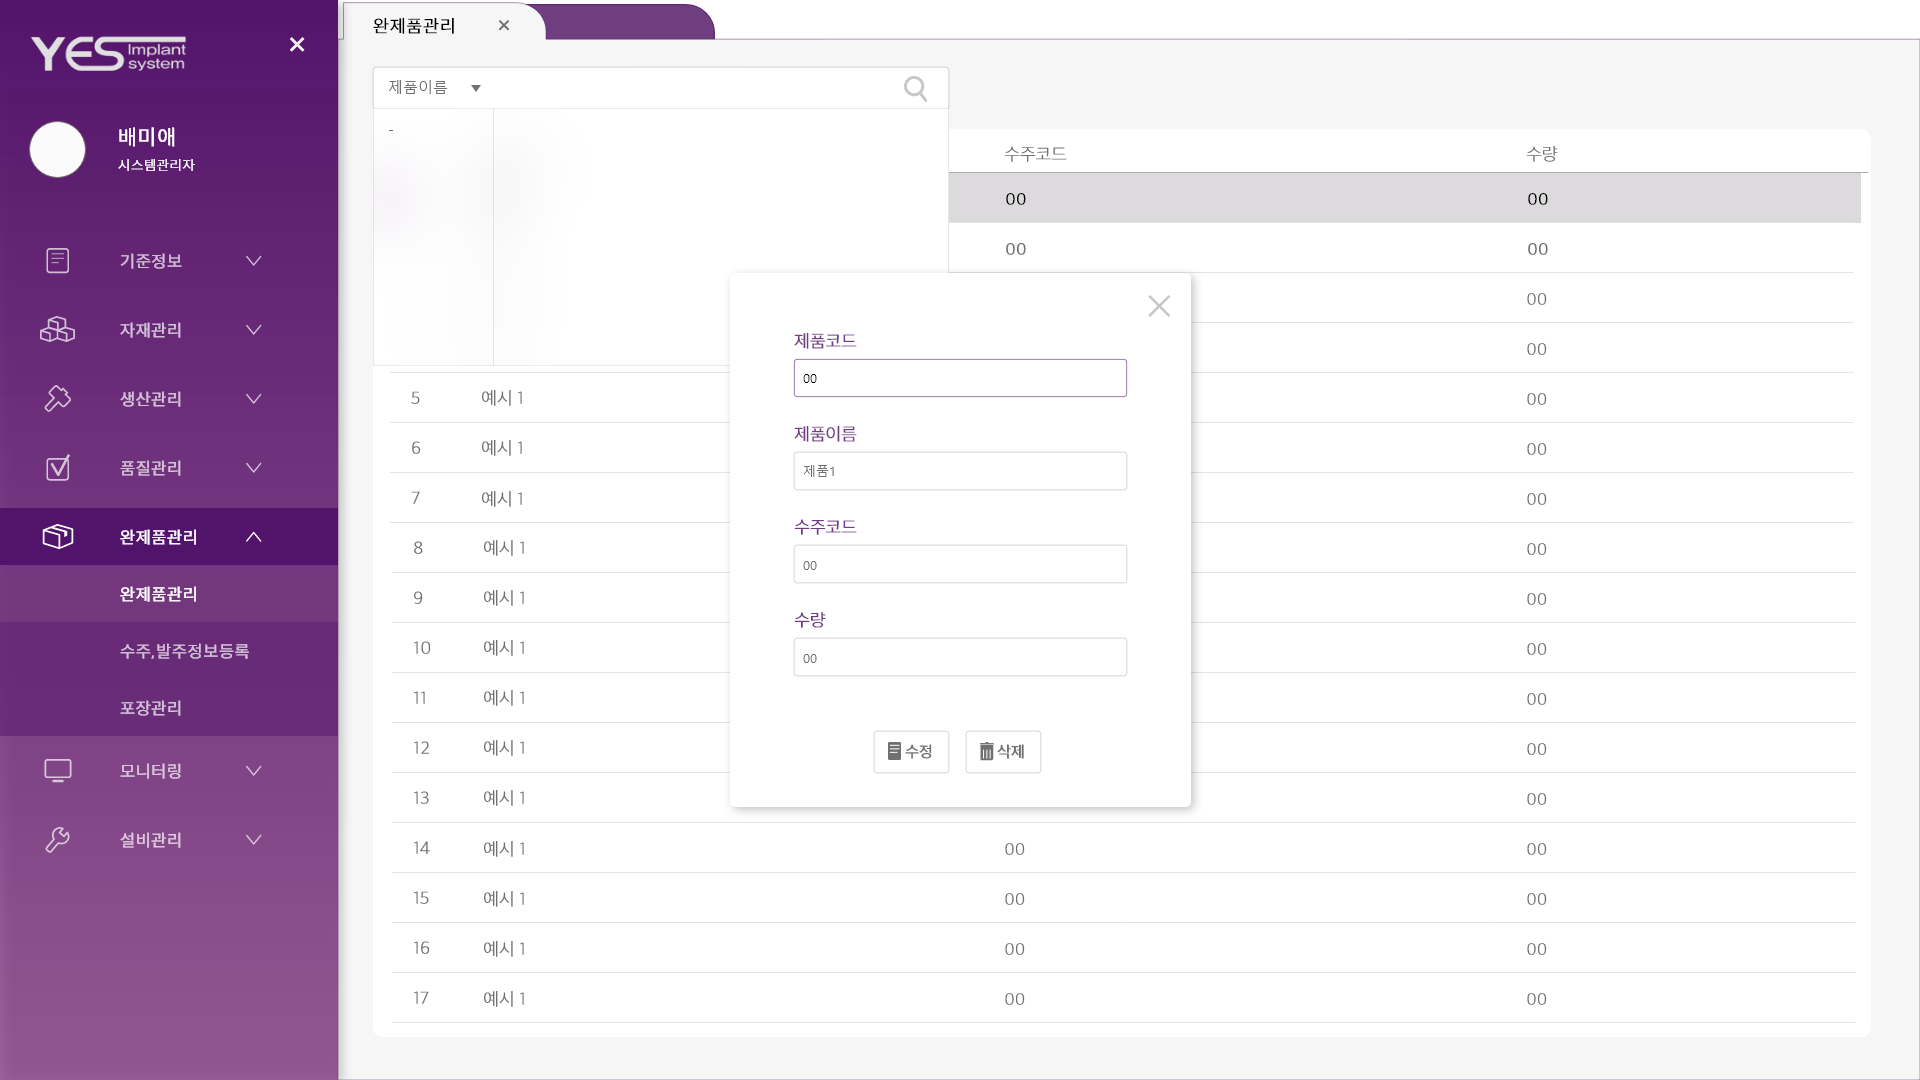 YES Implant system
배미애
시스템관리자
기준정보
자재관리
생산관리
품질관리
완제품관리
완제품관리
수주,발주정보등록
포장관리
모니터링
설비관리
완제품관리
제품이름
-
수주코드 수량
00 00
00 00
00
00
5 예시 1 00
6 예시 1 00
7 예시 1 00
8 예시 1 00
9 예시 1 00
10 예시 1 00
11 예시 1 00
12 예시 1 00
13 예시 1 00
14 예시 1 00 00
15 예시 1 00 00
16 예시 1 00 00
17 예시 1 00 00
제품코드
00
제품이름
제품1
수주코드
00
수량
00
수정 삭제